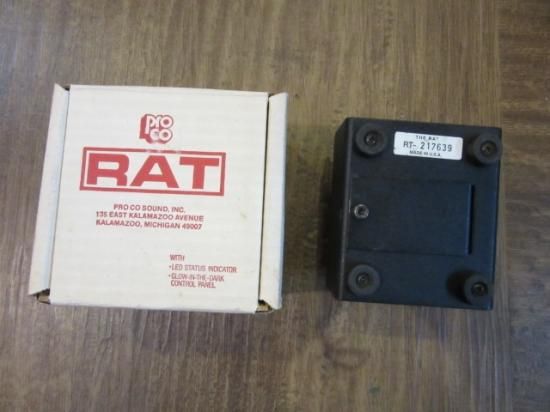 pro
co
RAT
PRO CO SOUND, INC.
135 EAST KALAMAZOO AVENUE
KALAMAZOO, MICHIGAN 49007
WITH
• LED STATUS INDICATOR
• GLOW-IN-THE-DARK
CONTROL PANEL
THE RAT
RT- 217639
MADE IN U.S.A.